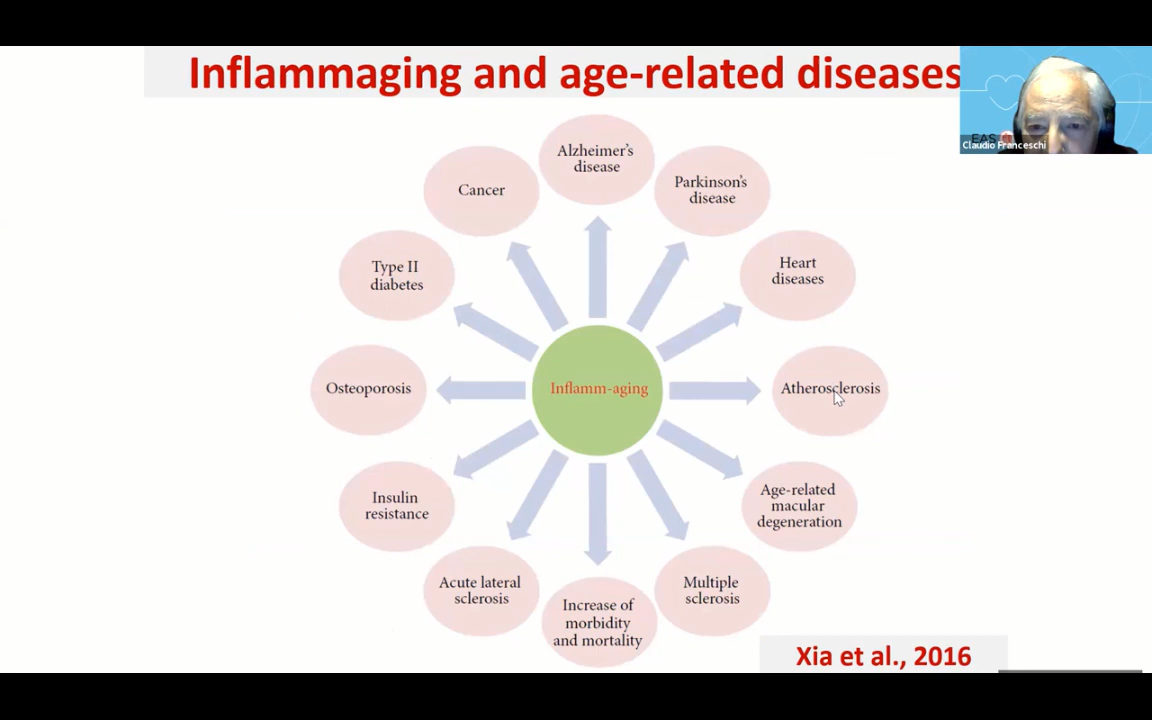 Inflammaging and age-related diseases
EAS
Claudio Franceschi
Alzheimer's
disease
Parkinson's
disease
Heart
diseases
Atherosclerosis
Age-related
macular
degeneration
Multiple
sclerosis
Increase of
morbidity
and mortality
Acute lateral
sclerosis
Insulin
resistance
Osteoporosis
Type II
diabetes
Cancer
Inflamm-aging
Xia et al., 2016